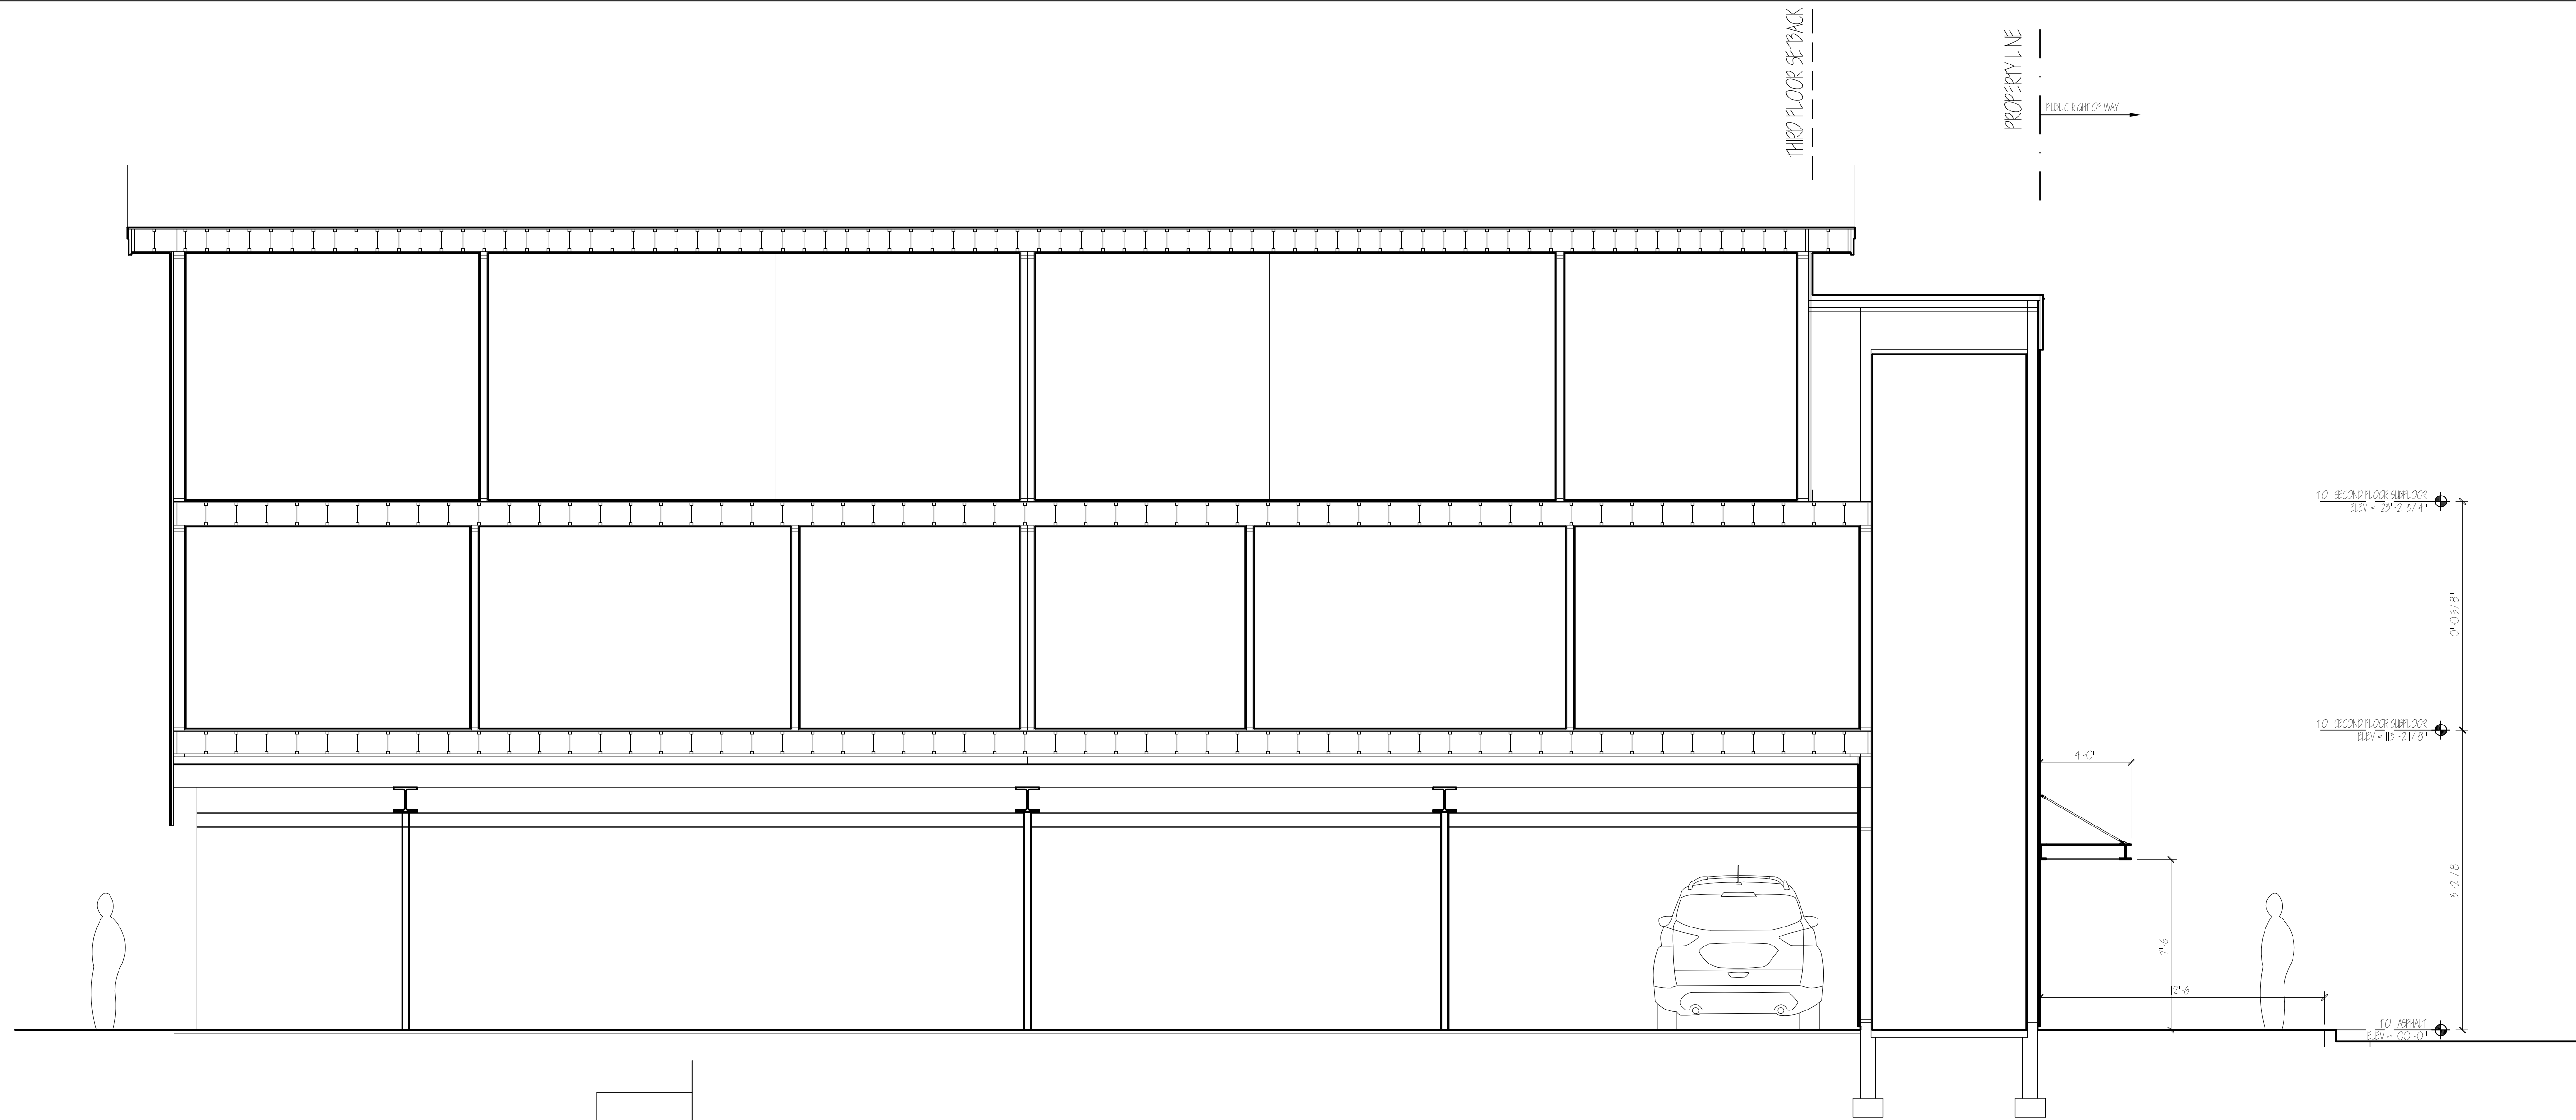 THIRD FLOOR SETBACK
PROPERTY LINE
PUBLIC RIGHT OF WAY
T.O. SECOND FLOOR SUBFLOOR
ELEV = 123'-2 3/4"
10'-0 5/8"
T.O. SECOND FLOOR SUBFLOOR
ELEV = 113'-2 1/8"
4'-0"
13'-2 1/8"
7'-6"
12'-6"
T.O. ASPHALT
ELEV = 100'-0"